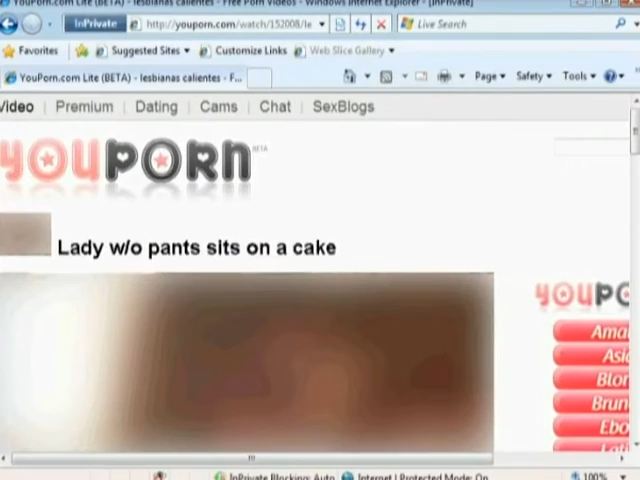 YouPorn.com Lite (BETA) - lesbianas calientes - Free Porn Videos - Windows Internet Explorer - [InPrivate]
InPrivate http://youporn.com/watch/152008/le Live Search
Favorites Suggested Sites Customize Links Web Slice Gallery
YouPorn.com Lite (BETA) - lesbianas calientes - F... Page Safety Tools
Video | Premium | Dating | Cams | Chat | SexBlogs
YOUPORN BETA
Lady w/o pants sits on a cake
YOUPO
Ama
Asi
Blon
Brun
Ebo
Lati
InPrivate Blocking: Auto Internet | Protected Mode: On 100%